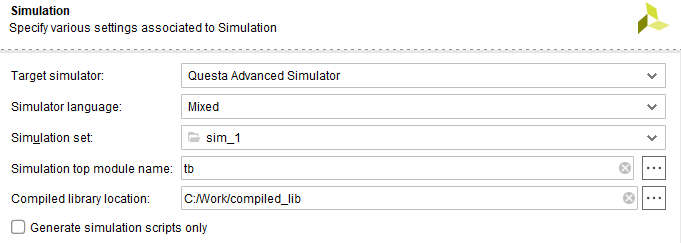 Simulation
Specify various settings associated to Simulation
Target simulator: Questa Advanced Simulator
Simulator language: Mixed
Simulation set: sim_1
Simulation top module name: tb
Compiled library location: C:/Work/compiled_lib
Generate simulation scripts only